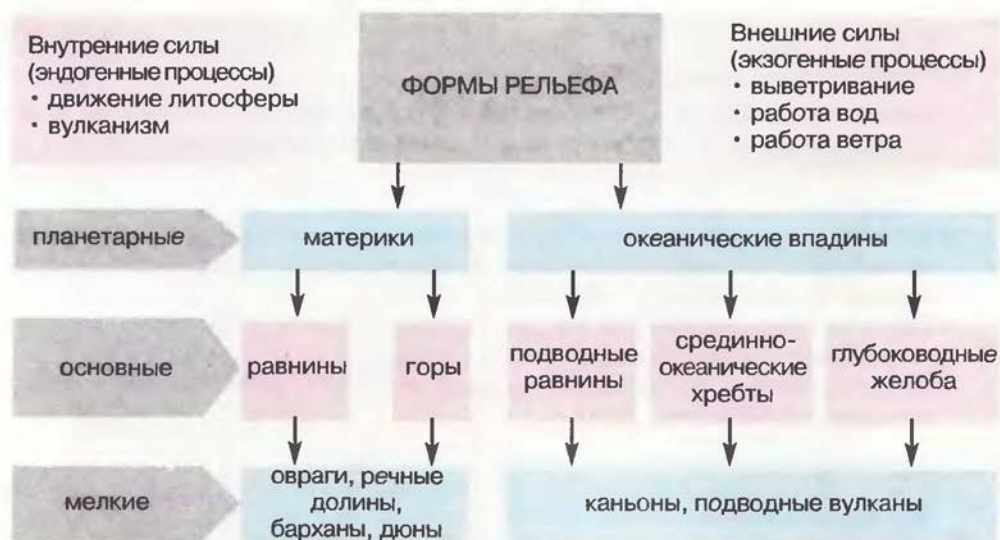 Внутренние силы
(эндогенные процессы)
• движение литосферы
• вулканизм
ФОРМЫ РЕЛЬЕФА
Внешние силы
(экзогенные процессы)
• выветривание
• работа вод
• работа ветра
планетарные
материки
океанические впадины
основные
равнины
горы
подводные
равнины
срединно-
океанические
хребты
глубоководные
желоба
мелкие
овраги, речные
долины,
барханы, дюны
каньоны, подводные вулканы